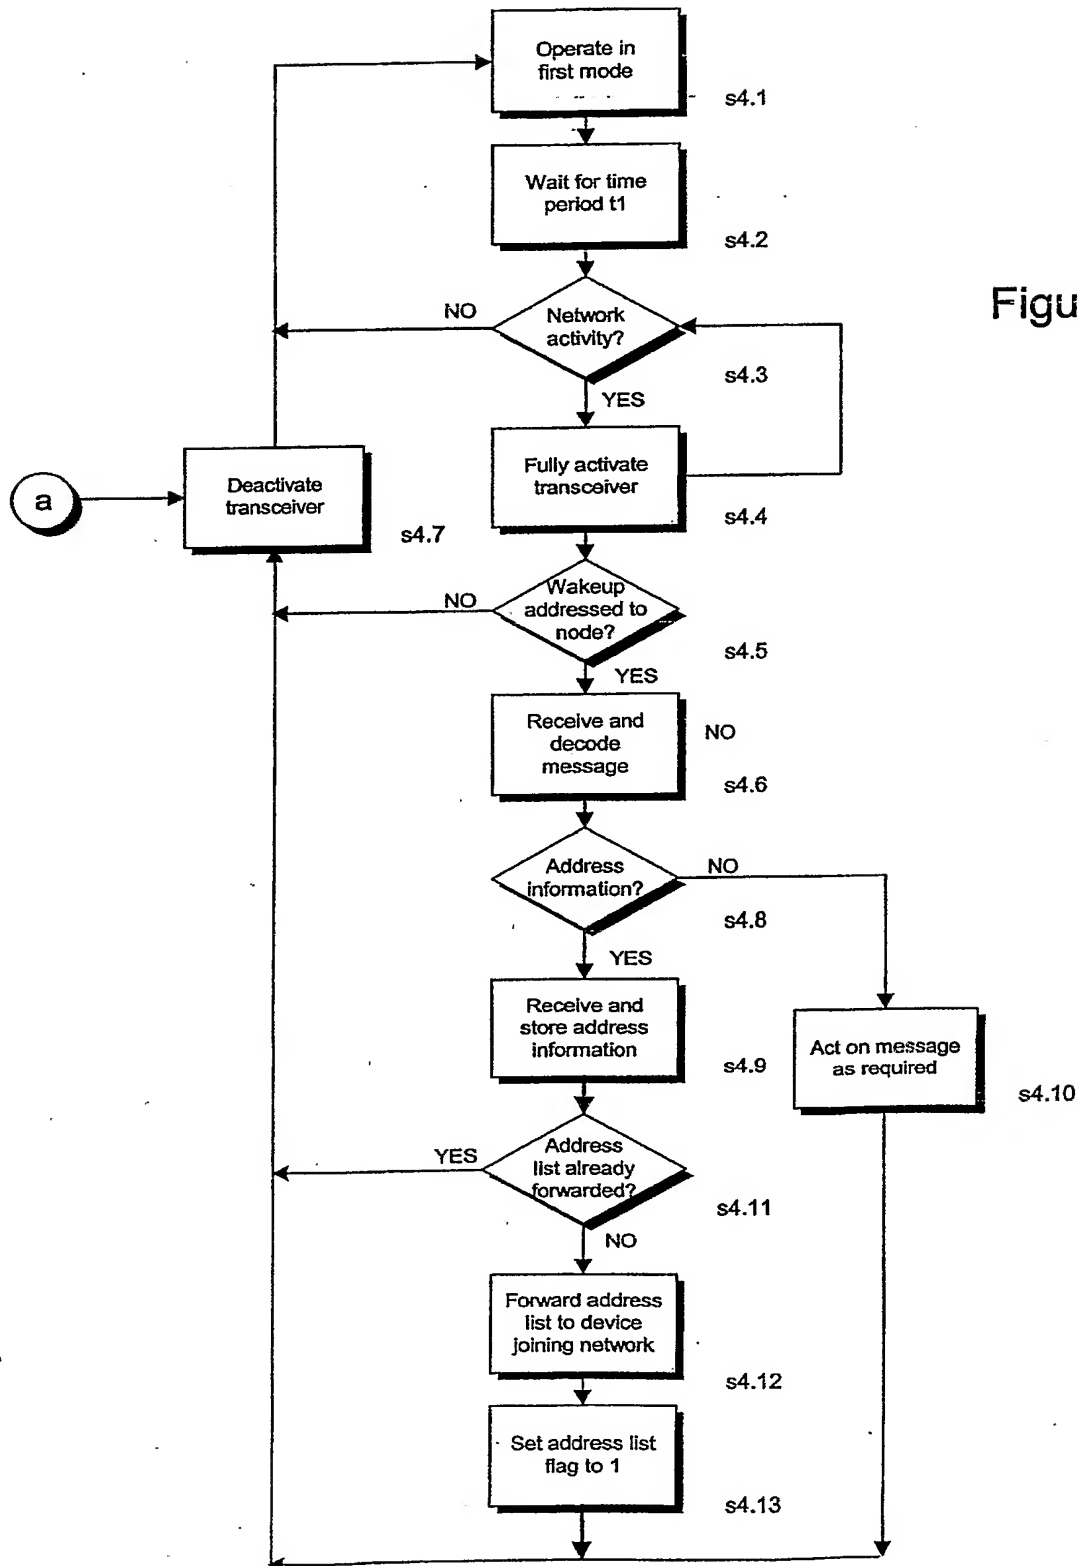 Operate in
first mode
s4.1
Wait for time
period t1
s4.2
Figu
NO
Network
activity?
s4.3
YES
a
Deactivate
transceiver
s4.7
Fully activate
transceiver
s4.4
NO
Wakeup
addressed to
node?
s4.5
YES
Receive and
decode
message
NO
s4.6
Address
information?
NO
s4.8
YES
Receive and
store address
information
s4.9
Act on message
as required
s4.10
YES
Address
list already
forwarded?
s4.11
NO
Forward address
list to device
joining network
s4.12
Set address list
flag to 1
s4.13